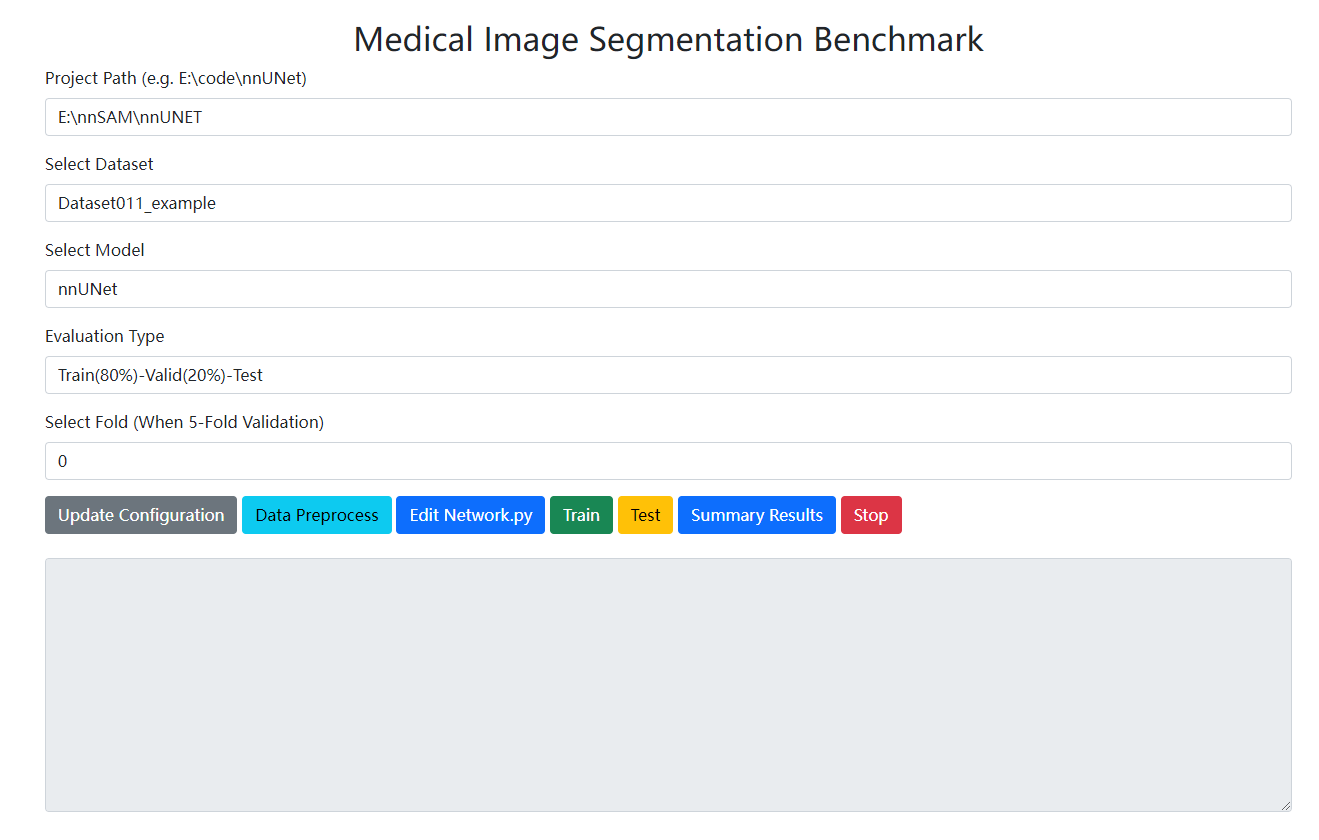 Medical Image Segmentation Benchmark
Project Path (e.g. E:\code\nnUNet)
E:\nnSAM\nnUNET
Select Dataset
Dataset011_example
Select Model
nnUNet
Evaluation Type
Train(80%)-Valid(20%)-Test
Select Fold (When 5-Fold Validation)
0
Update Configuration Data Preprocess Edit Network.py Train Test Summary Results Stop